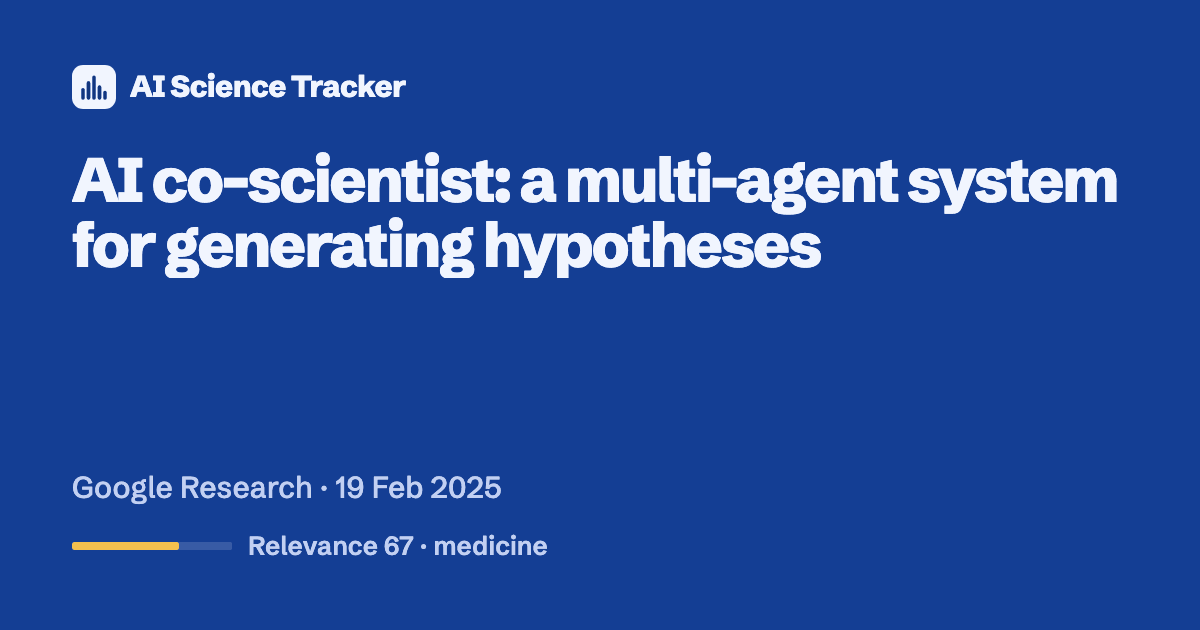 AI Science Tracker
AI co-scientist: a multi-agent system
for generating hypotheses
Google Research · 19 Feb 2025
Relevance 67 · medicine